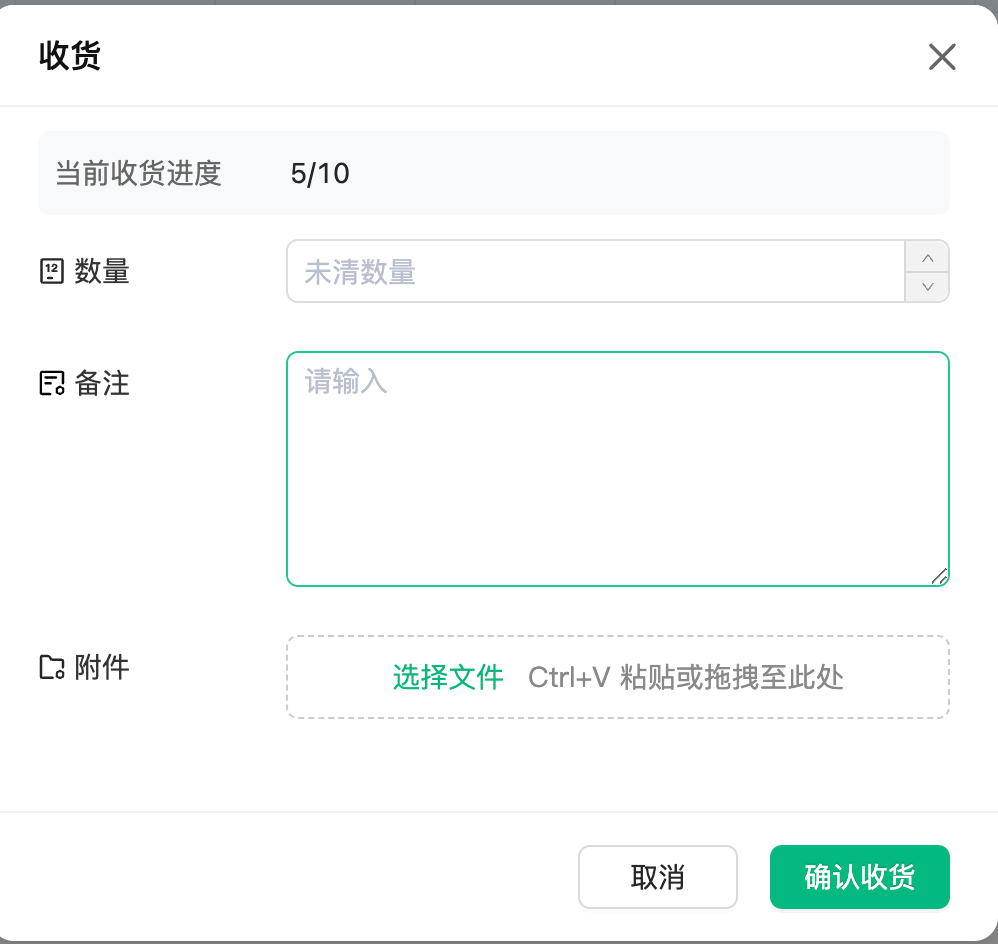 收货
当前收货进度 5/10
12 数量 未清数量
备注 请输入
附件 选择文件 Ctrl+V 粘贴或拖拽至此处
取消 确认收货